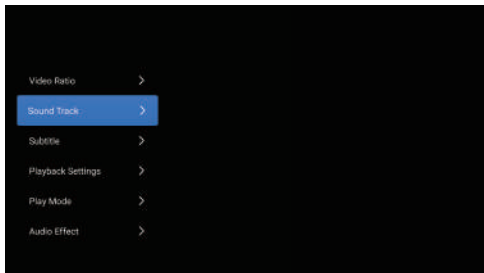 Video Ratio
Sound Track
Subtitle
Playback Settings
Play Mode
Audio Effect